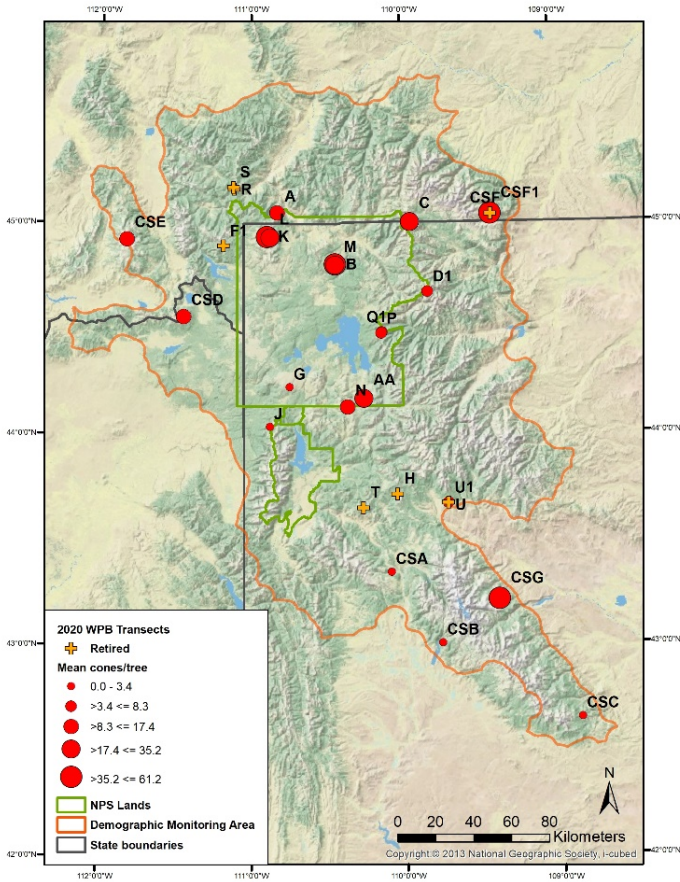 112°0'0"W 111°0'0"W 110°0'0"W 109°0'0"W
S
R
A
C
CSF CSF1
45°0'0"N
CSE
F1
K
M
B
45°0'0"N
D1
CSD
Q1P
G
AA
N
J
44°0'0"N
44°0'0"N
H
T
U1
U
CSA
CSG
CSB
43°0'0"N
43°0'0"N
CSC
2020 WPB Transects
Retired
Mean cones/tree
0.0 - 3.4
>3.4 <= 8.3
>8.3 <= 17.4
>17.4 <= 35.2
>35.2 <= 61.2
NPS Lands
Demographic Monitoring Area
State boundaries
N
0 20 40 60 80
Kilometers
Copyright:© 2013 National Geographic Society, i-cubed
42°0'0"N
42°0'0"N
112°0'0"W 111°0'0"W 110°0'0"W 109°0'0"W